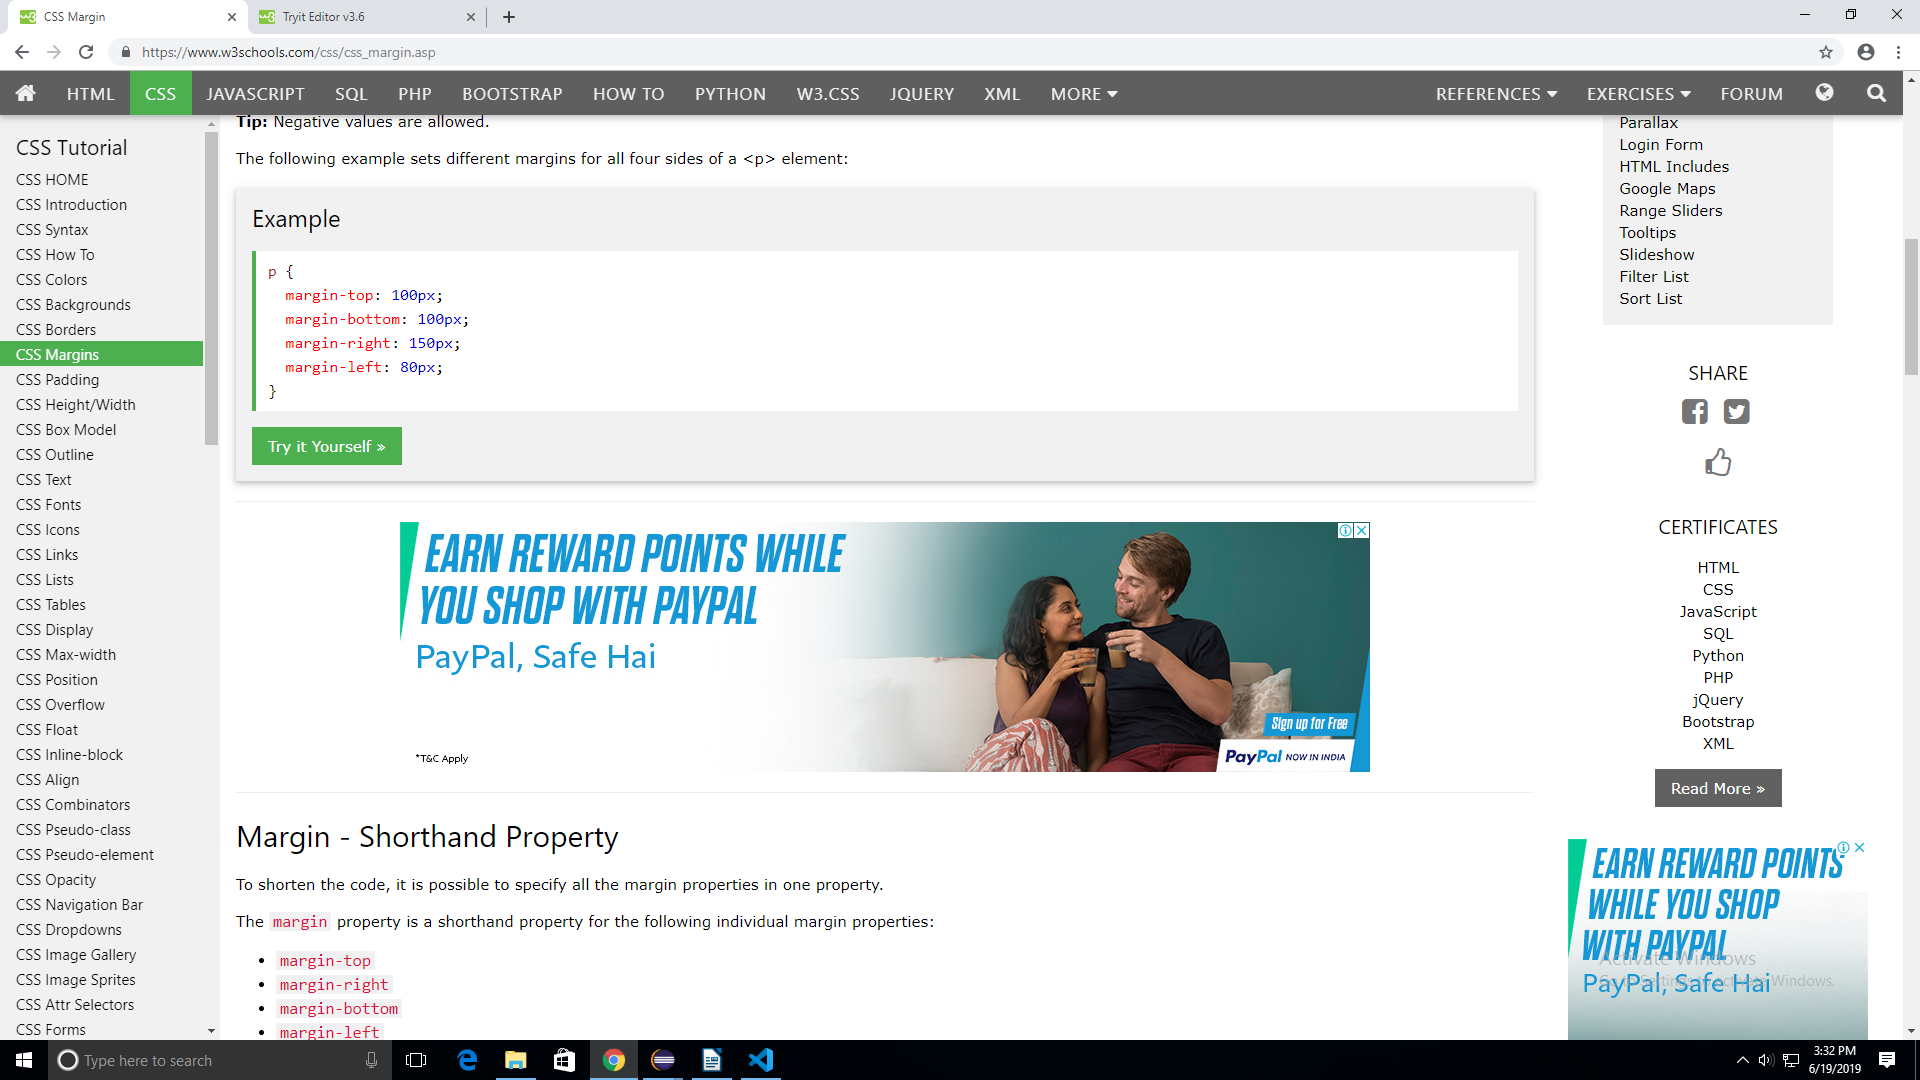 CSS Margin
Tryit Editor v3.6
https://www.w3schools.com/css/css_margin.asp
HTML CSS JAVASCRIPT SQL PHP BOOTSTRAP HOW TO PYTHON W3.CSS JQUERY XML MORE REFERENCES EXERCISES FORUM
CSS Tutorial
CSS HOME
CSS Introduction
CSS Syntax
CSS How To
CSS Colors
CSS Backgrounds
CSS Borders
CSS Margins
CSS Padding
CSS Height/Width
CSS Box Model
CSS Outline
CSS Text
CSS Fonts
CSS Icons
CSS Links
CSS Lists
CSS Tables
CSS Display
CSS Max-width
CSS Position
CSS Overflow
CSS Float
CSS Inline-block
CSS Align
CSS Combinators
CSS Pseudo-class
CSS Pseudo-element
CSS Opacity
CSS Navigation Bar
CSS Dropdowns
CSS Image Gallery
CSS Image Sprites
CSS Attr Selectors
CSS Forms
Tip: Negative values are allowed.
The following example sets different margins for all four sides of a <p> element:
Example
p {
margin-top: 100px;
margin-bottom: 100px;
margin-right: 150px;
margin-left: 80px;
}
Try it Yourself »
EARN REWARD POINTS WHILE
YOU SHOP WITH PAYPAL
PayPal, Safe Hai
*T&C Apply
Sign up for Free
PayPal NOW IN INDIA
Margin - Shorthand Property
To shorten the code, it is possible to specify all the margin properties in one property.
The margin property is a shorthand property for the following individual margin properties:
• margin-top
• margin-right
• margin-bottom
• margin-left
Parallax
Login Form
HTML Includes
Google Maps
Range Sliders
Tooltips
Slideshow
Filter List
Sort List
SHARE
CERTIFICATES
HTML
CSS
JavaScript
SQL
Python
PHP
jQuery
Bootstrap
XML
Read More »
EARN REWARD POINTS
WHILE YOU SHOP
WITH PAYPAL
PayPal, Safe Hai
Activate Windows
Go to Settings to activate Windows.
Type here to search
3:32 PM
6/19/2019